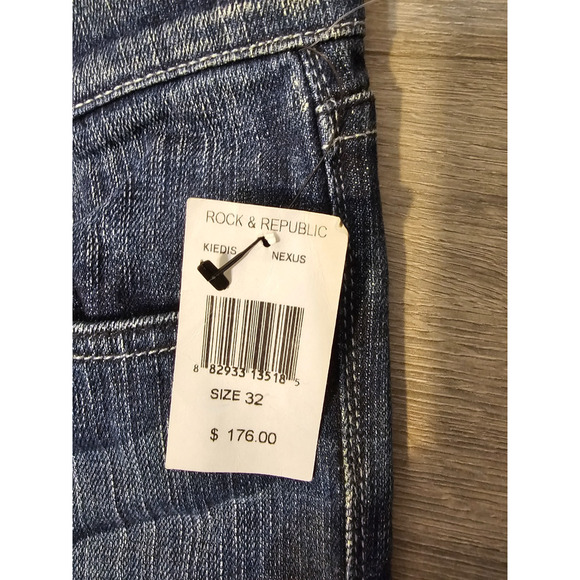 ROCK & REPUBLIC
KIEDIS NEXUS
8 82933 13518 5
SIZE 32
$ 176.00